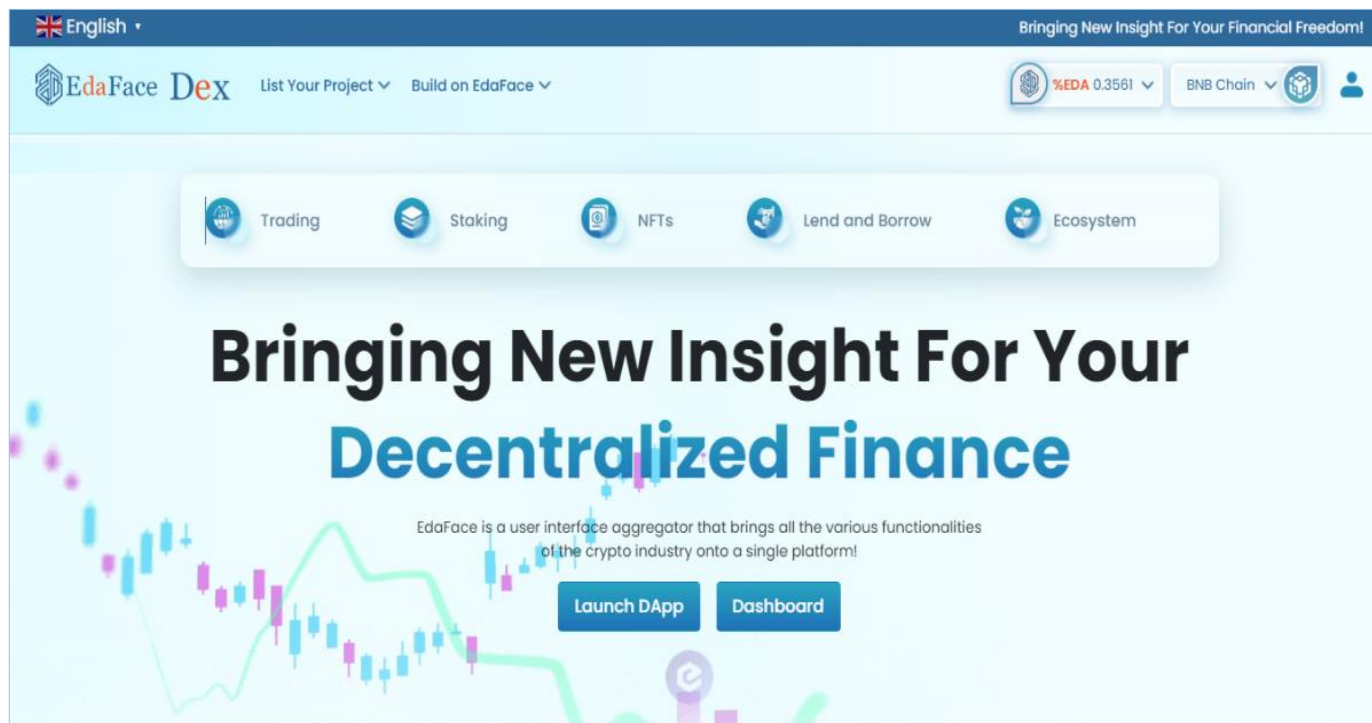 English
Bringing New Insight For Your Financial Freedom!
EdaFace Dex
List Your Project
Build on EdaFace
%EDA 0.3561
BNB Chain
Trading
Staking
NFTs
Lend and Borrow
Ecosystem
Bringing New Insight For Your
Decentralized Finance
EdaFace is a user interface aggregator that brings all the various functionalities
of the crypto industry onto a single platform!
Launch DApp
Dashboard